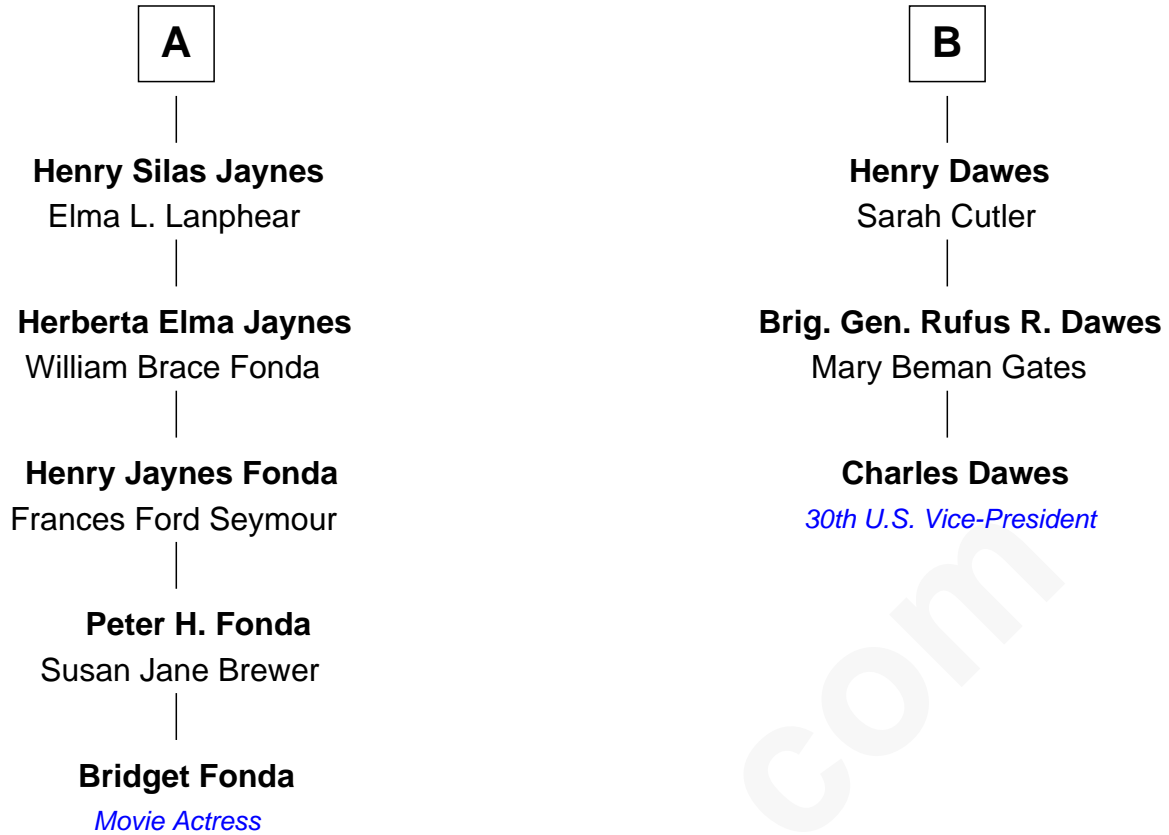 A
Henry Silas Jaynes
Elma L. Lanphear
Herberta Elma Jaynes
William Brace Fonda
Henry Jaynes Fonda
Frances Ford Seymour
Peter H. Fonda
Susan Jane Brewer
Bridget Fonda
Movie Actress
B
Henry Dawes
Sarah Cutler
Brig. Gen. Rufus R. Dawes
Mary Beman Gates
Charles Dawes
30th U.S. Vice-President
com